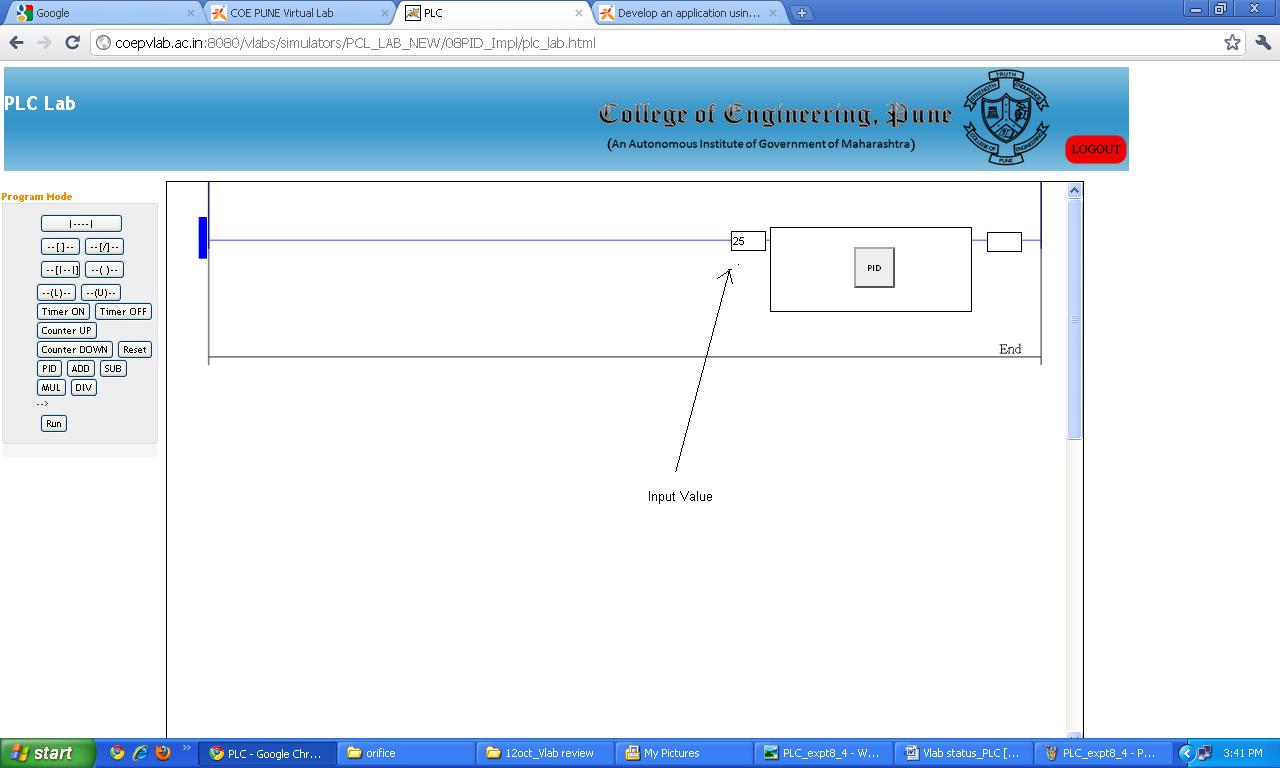 Google
COE PUNE Virtual Lab
PLC
Develop an application usin...
coepvlab.ac.in:8080/vlabs/simulators/PCL_LAB_NEW/08PID_Impl/plc_lab.html
PLC Lab
College of Engineering, Pune
(An Autonomous Institute of Government of Maharashtra)
TRUTH
STRENGTH
ENDURANCE
COLLEGE OF ENGINEERING
PUNE
LOGOUT
Program Mode
|----|
--[ ]-- --[/]--
--[|--|] --( )--
--(L)-- --(U)--
Timer ON Timer OFF
Counter UP
Counter DOWN Reset
PID ADD SUB
MUL DIV
-->
Run
25
PID
End
Input Value
start
PLC - Google Chr...
orifice
12oct_Vlab review
My Pictures
PLC_expt8_4 - W...
Vlab status_PLC [...
PLC_expt8_4 - P...
3:41 PM